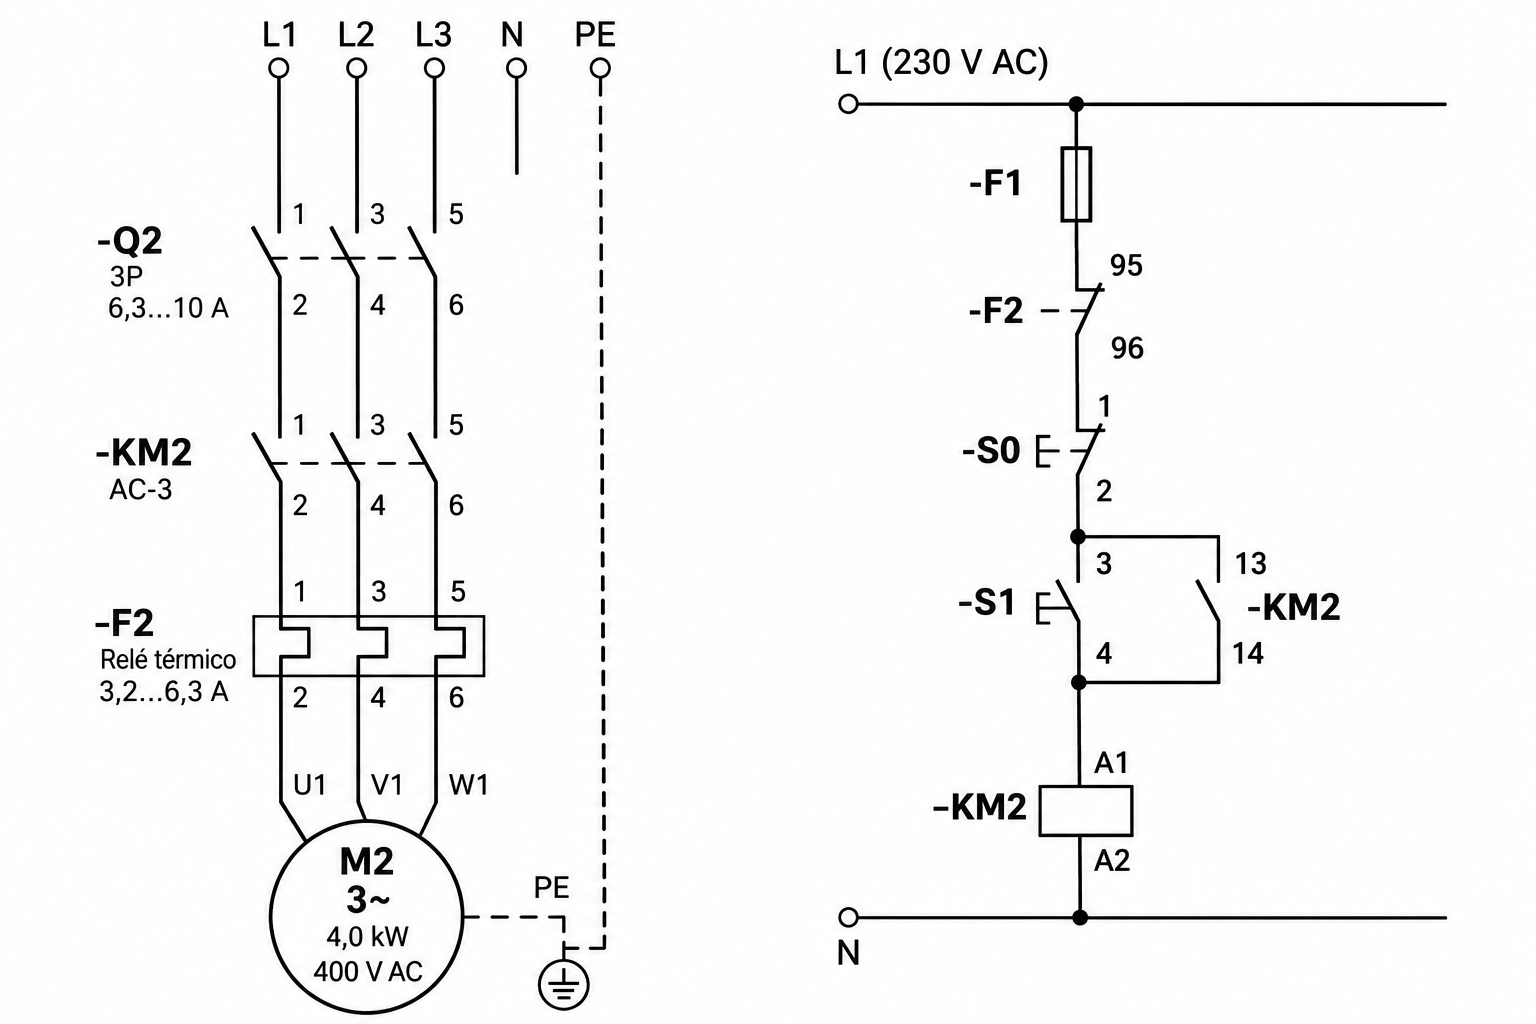 L1 L2 L3 N PE
1 3 5
-Q2
3P
6,3...10 A
2 4 6
1 3 5
-KM2
AC-3
2 4 6
1 3 5
-F2
Relé térmico
3,2...6,3 A
2 4 6
U1 V1 W1
M2
3~
4,0 kW
400 V AC
PE
L1 (230 V AC)
-F1
95
-F2
96
1
-S0
2
3 13
-S1 -KM2
4 14
A1
-KM2
A2
N